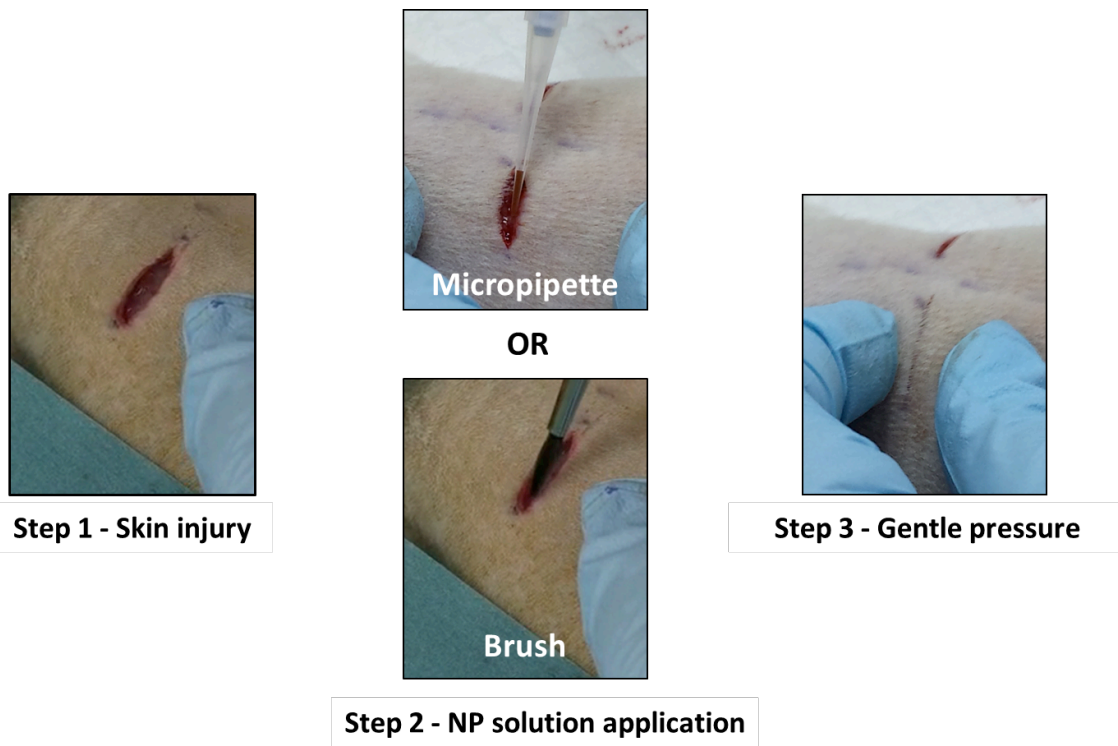 Step 1 - Skin injury
Micropipette
OR
Brush
Step 2 - NP solution application
Step 3 - Gentle pressure